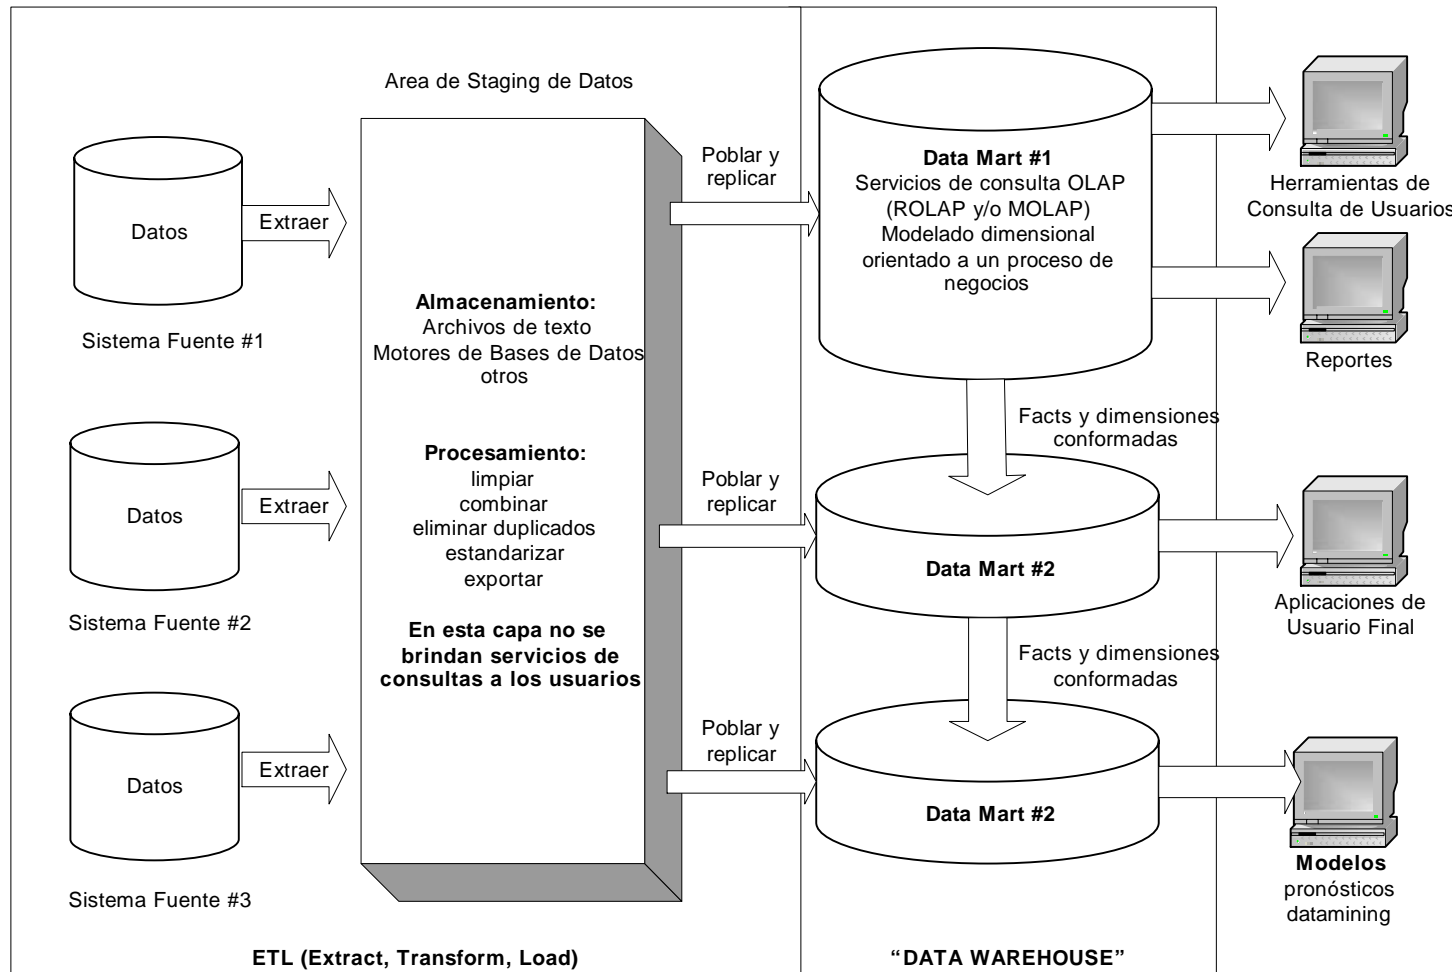 Area de Staging de Datos
Datos
Extraer
Sistema Fuente #1
Datos
Extraer
Sistema Fuente #2
Datos
Extraer
Sistema Fuente #3
Almacenamiento:
Archivos de texto
Motores de Bases de Datos
otros
Procesamiento:
limpiar
combinar
eliminar duplicados
estandarizar
exportar
En esta capa no se
brindan servicios de
consultas a los usuarios
Poblar y
replicar
Poblar y
replicar
Poblar y
replicar
Data Mart #1
Servicios de consulta OLAP
(ROLAP y/o MOLAP)
Modelado dimensional
orientado a un proceso de
negocios
Facts y dimensiones
conformadas
Data Mart #2
Facts y dimensiones
conformadas
Data Mart #2
Herramientas de
Consulta de Usuarios
Reportes
Aplicaciones de
Usuario Final
Modelos
pronósticos
datamining
ETL (Extract, Transform, Load)
“DATA WAREHOUSE”